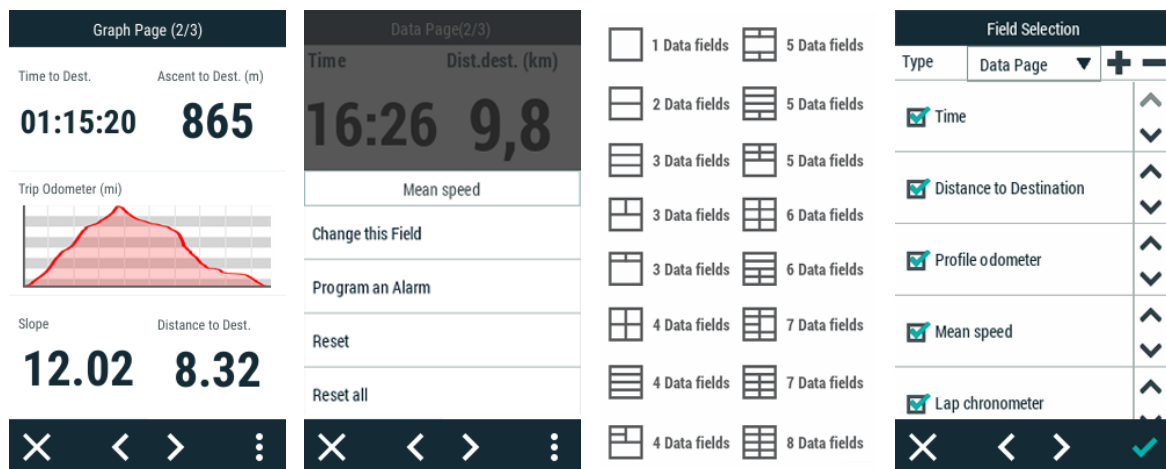 Graph Page (2/3)
Time to Dest.
Ascent to Dest. (m)
01:15:20
865
Trip Odometer (mi)
Slope
Distance to Dest.
12.02
8.32
Data Page(2/3)
Time
Dist.dest. (km)
16:26
9,8
Mean speed
Change this Field
Program an Alarm
Reset
Reset all
1 Data fields
5 Data fields
2 Data fields
5 Data fields
3 Data fields
5 Data fields
3 Data fields
6 Data fields
3 Data fields
6 Data fields
4 Data fields
7 Data fields
4 Data fields
7 Data fields
4 Data fields
8 Data fields
Field Selection
Type
Data Page
Time
Distance to Destination
Profile odometer
Mean speed
Lap chronometer